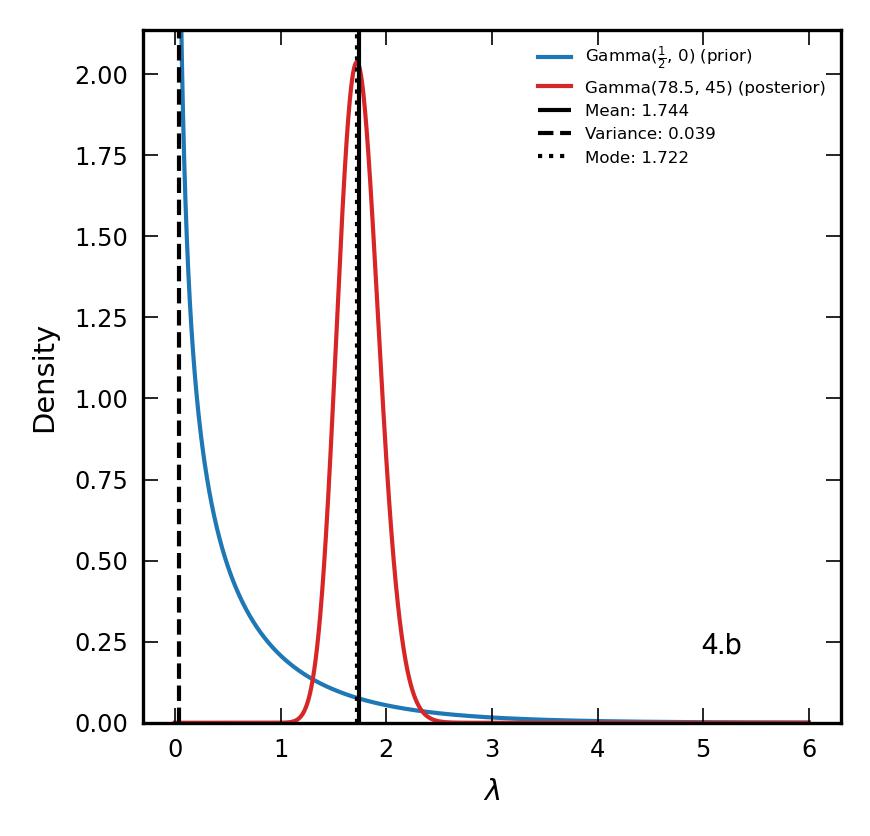 Gamma(½, 0) (prior)
Gamma(78.5, 45) (posterior)
Mean: 1.744
Variance: 0.039
Mode: 1.722
2.00
1.75
1.50
1.25
1.00
0.75
0.50
0.25
0.00
Density
4.b
0 1 2 3 4 5 6
λ